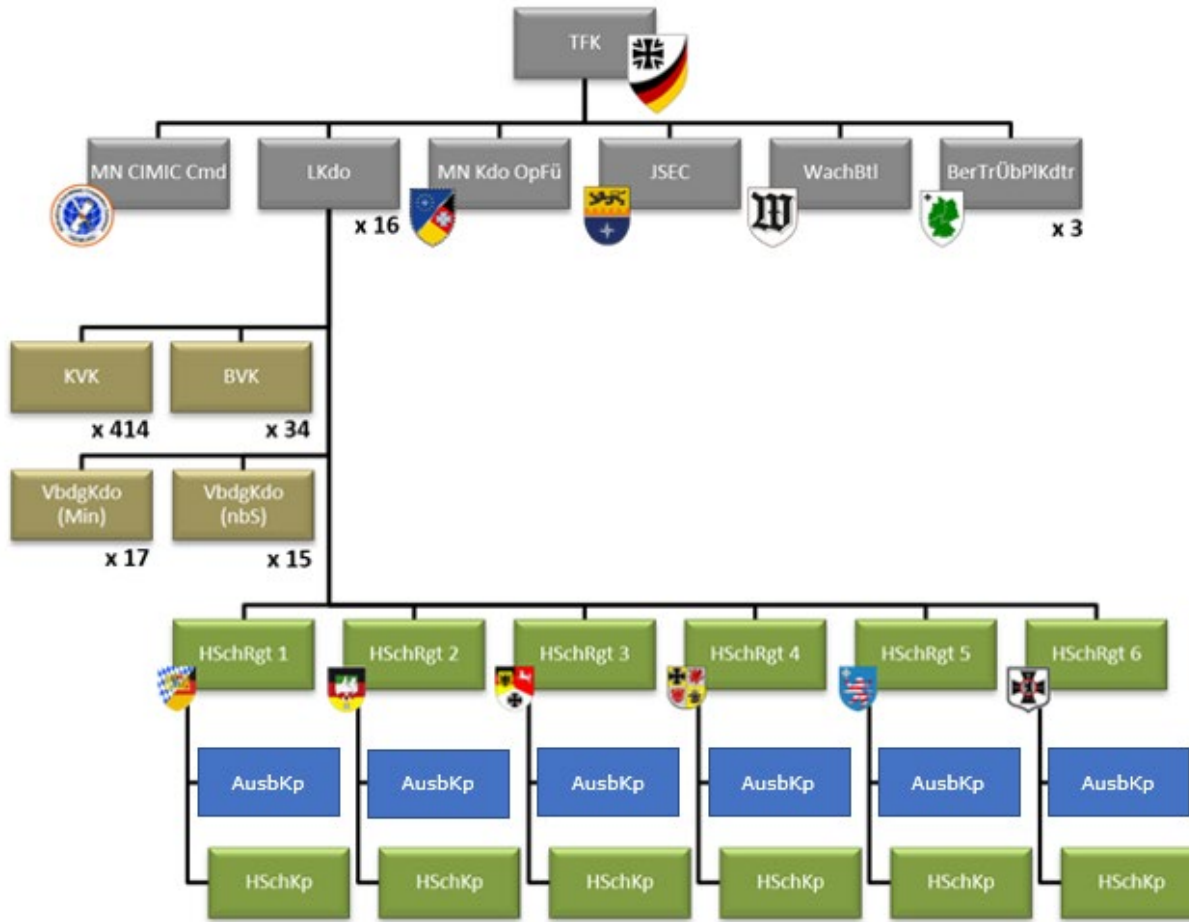 TFK
MN CIMIC Cmd
LKdo
MN Kdo OpFü
JSEC
WachBtl
BerTrÜbPlKdtr
x 16
x 3
KVK
BVK
x 414
x 34
VbdgKdo
(Min)
VbdgKdo
(nbS)
x 17
x 15
HSchRgt 1
HSchRgt 2
HSchRgt 3
HSchRgt 4
HSchRgt 5
HSchRgt 6
AusbKp
AusbKp
AusbKp
AusbKp
AusbKp
AusbKp
HSchKp
HSchKp
HSchKp
HSchKp
HSchKp
HSchKp